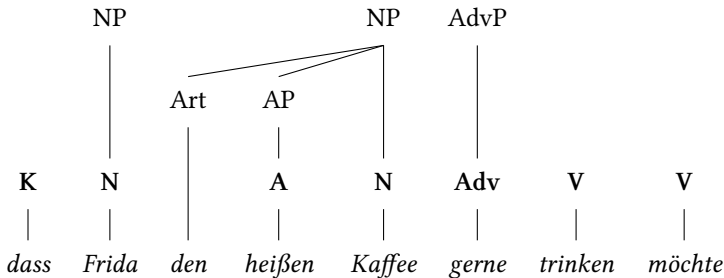 NP NP AdvP
Art AP
K N A N Adv V V
dass Frida den heißen Kaffee gerne trinken möchte